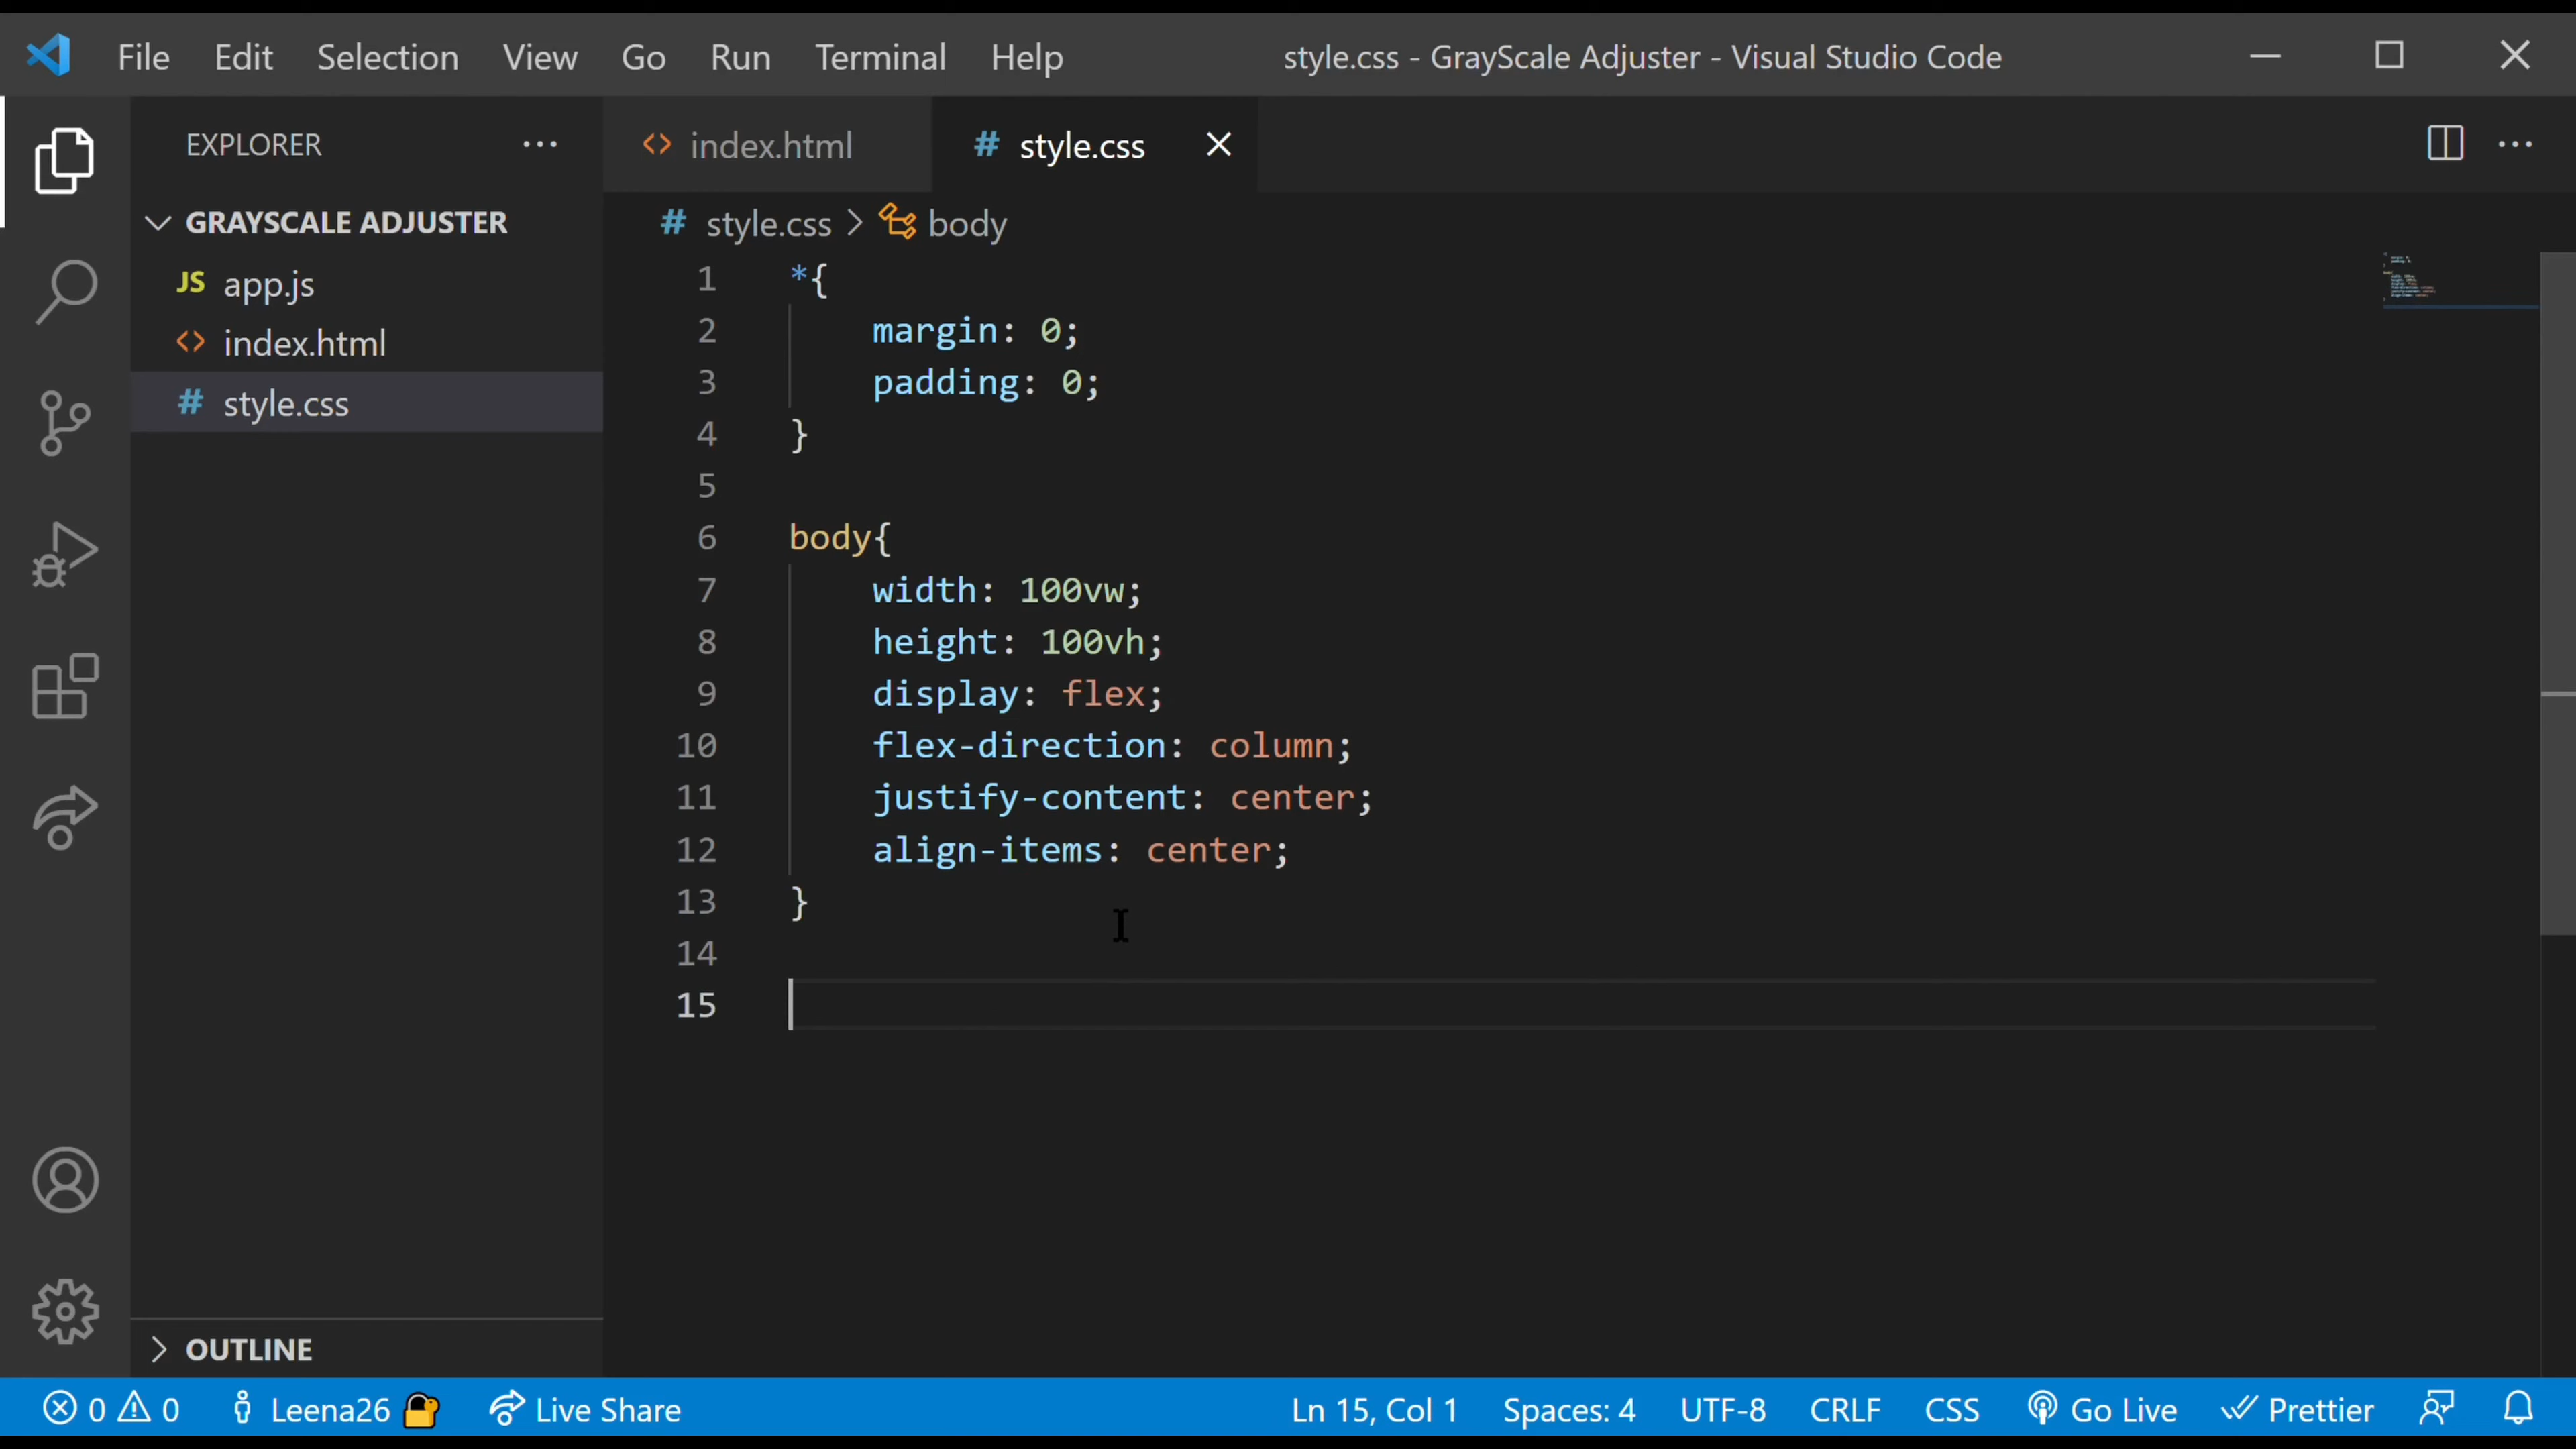 File Edit Selection View Go Run Terminal Help style.css - GrayScale Adjuster - Visual Studio Code
EXPLORER
GRAYSCALE ADJUSTER
JS app.js
<> index.html
# style.css
OUTLINE
<> index.html # style.css
# style.css > body
1 *{
2 margin: 0;
3 padding: 0;
4 }
5
6 body{
7 width: 100vw;
8 height: 100vh;
9 display: flex;
10 flex-direction: column;
11 justify-content: center;
12 align-items: center;
13 }
14
15
0 0 Leena26 Live Share Ln 15, Col 1 Spaces: 4 UTF-8 CRLF CSS Go Live Prettier